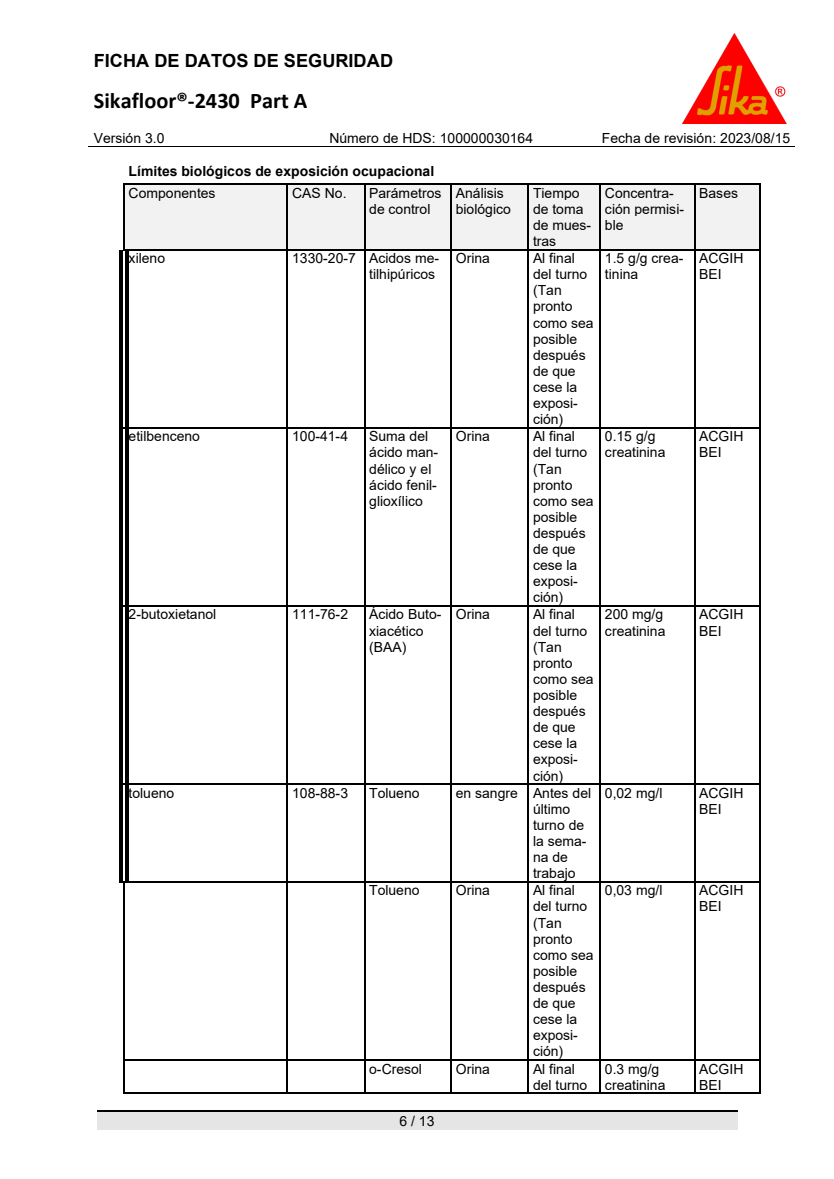 FICHA DE DATOS DE SEGURIDAD
Sikafloor®-2430 Part A
Sika®
Versión 3.0 Número de HDS: 100000030164 Fecha de revisión: 2023/08/15
Límites biológicos de exposición ocupacional
Componentes CAS No. Parámetros Análisis Tiempo Concentra- Bases
de control biológico de toma ción permisi-
de mues- ble
tras
xileno 1330-20-7 Acidos me- Orina Al final 1.5 g/g crea- ACGIH
tilhipúricos del turno tinina BEI
(Tan
pronto
como sea
posible
después
de que
cese la
exposi-
ción)
etilbenceno 100-41-4 Suma del Orina Al final 0.15 g/g ACGIH
ácido man- del turno creatinina BEI
délico y el (Tan
ácido fenil- pronto
glioxílico como sea
posible
después
de que
cese la
exposi-
ción)
2-butoxietanol 111-76-2 Ácido Buto- Orina Al final 200 mg/g ACGIH
xiacético del turno creatinina BEI
(BAA) (Tan
pronto
como sea
posible
después
de que
cese la
exposi-
ción)
tolueno 108-88-3 Tolueno en sangre Antes del 0,02 mg/l ACGIH
último BEI
turno de
la sema-
na de
trabajo
Tolueno Orina Al final 0,03 mg/l ACGIH
del turno BEI
(Tan
pronto
como sea
posible
después
de que
cese la
exposi-
ción)
o-Cresol Orina Al final 0.3 mg/g ACGIH
del turno creatinina BEI
6 / 13